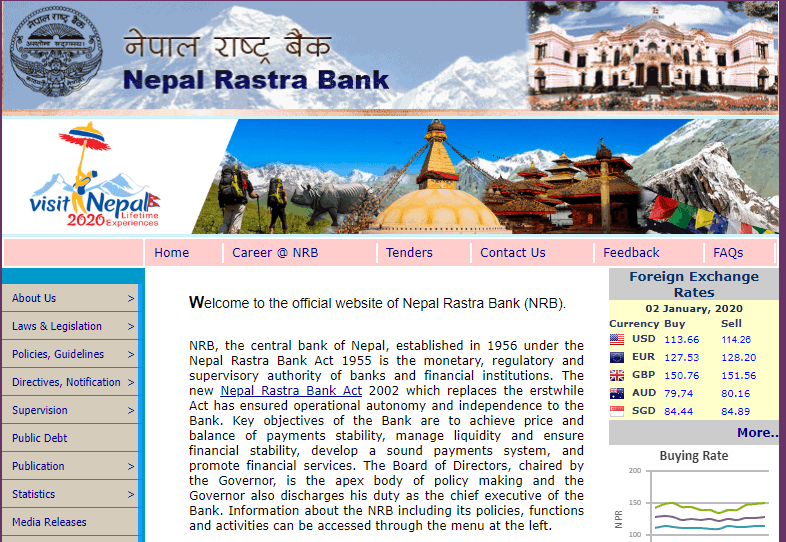 नेपाल राष्ट्र बैंक
Nepal Rastra Bank
visit Nepal
2020 Lifetime
Experiences
Home Career @ NRB Tenders Contact Us Feedback FAQs
About Us >
Laws & Legislation >
Policies, Guidelines >
Directives, Notification >
Supervision >
Public Debt
Publication >
Statistics >
Media Releases
Welcome to the official website of Nepal Rastra Bank (NRB).
NRB, the central bank of Nepal, established in 1956 under the
Nepal Rastra Bank Act 1955 is the monetary, regulatory and
supervisory authority of banks and financial institutions. The
new Nepal Rastra Bank Act 2002 which replaces the erstwhile
Act has ensured operational autonomy and independence to the
Bank. Key objectives of the Bank are to achieve price and
balance of payments stability, manage liquidity and ensure
financial stability, develop a sound payments system, and
promote financial services. The Board of Directors, chaired by
the Governor, is the apex body of policy making and the
Governor also discharges his duty as the chief executive of the
Bank. Information about the NRB including its policies, functions
and activities can be accessed through the menu at the left.
Foreign Exchange
Rates
02 January, 2020
Currency Buy Sell
USD 113.66 114.26
EUR 127.53 128.20
GBP 150.76 151.56
AUD 79.74 80.16
SGD 84.44 84.89
More..
Buying Rate
200
150
100
NPR